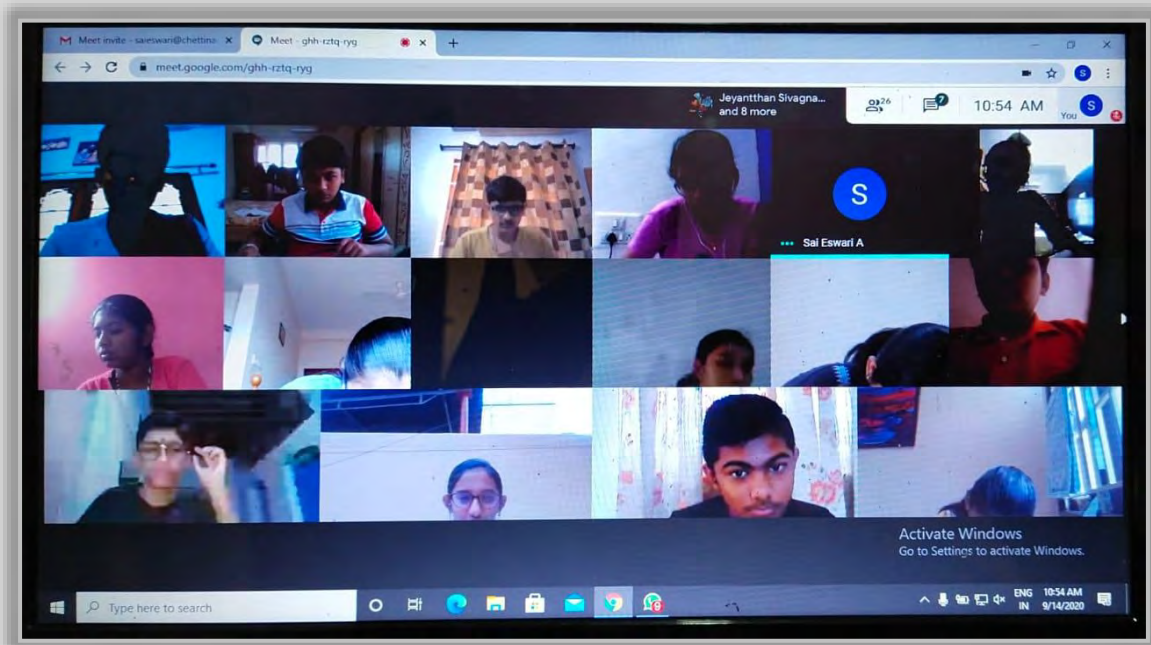 Meet invite - saieswari@chettina
Meet - ghh-rztq-ryg
meet.google.com/ghh-rztq-ryg
S
Jeyantthan Sivagna...
and 8 more
26
7
10:54 AM
You
S
S
Sai Eswari A
Activate Windows
Go to Settings to activate Windows.
Type here to search
ENG
IN
10:54 AM
9/14/2020